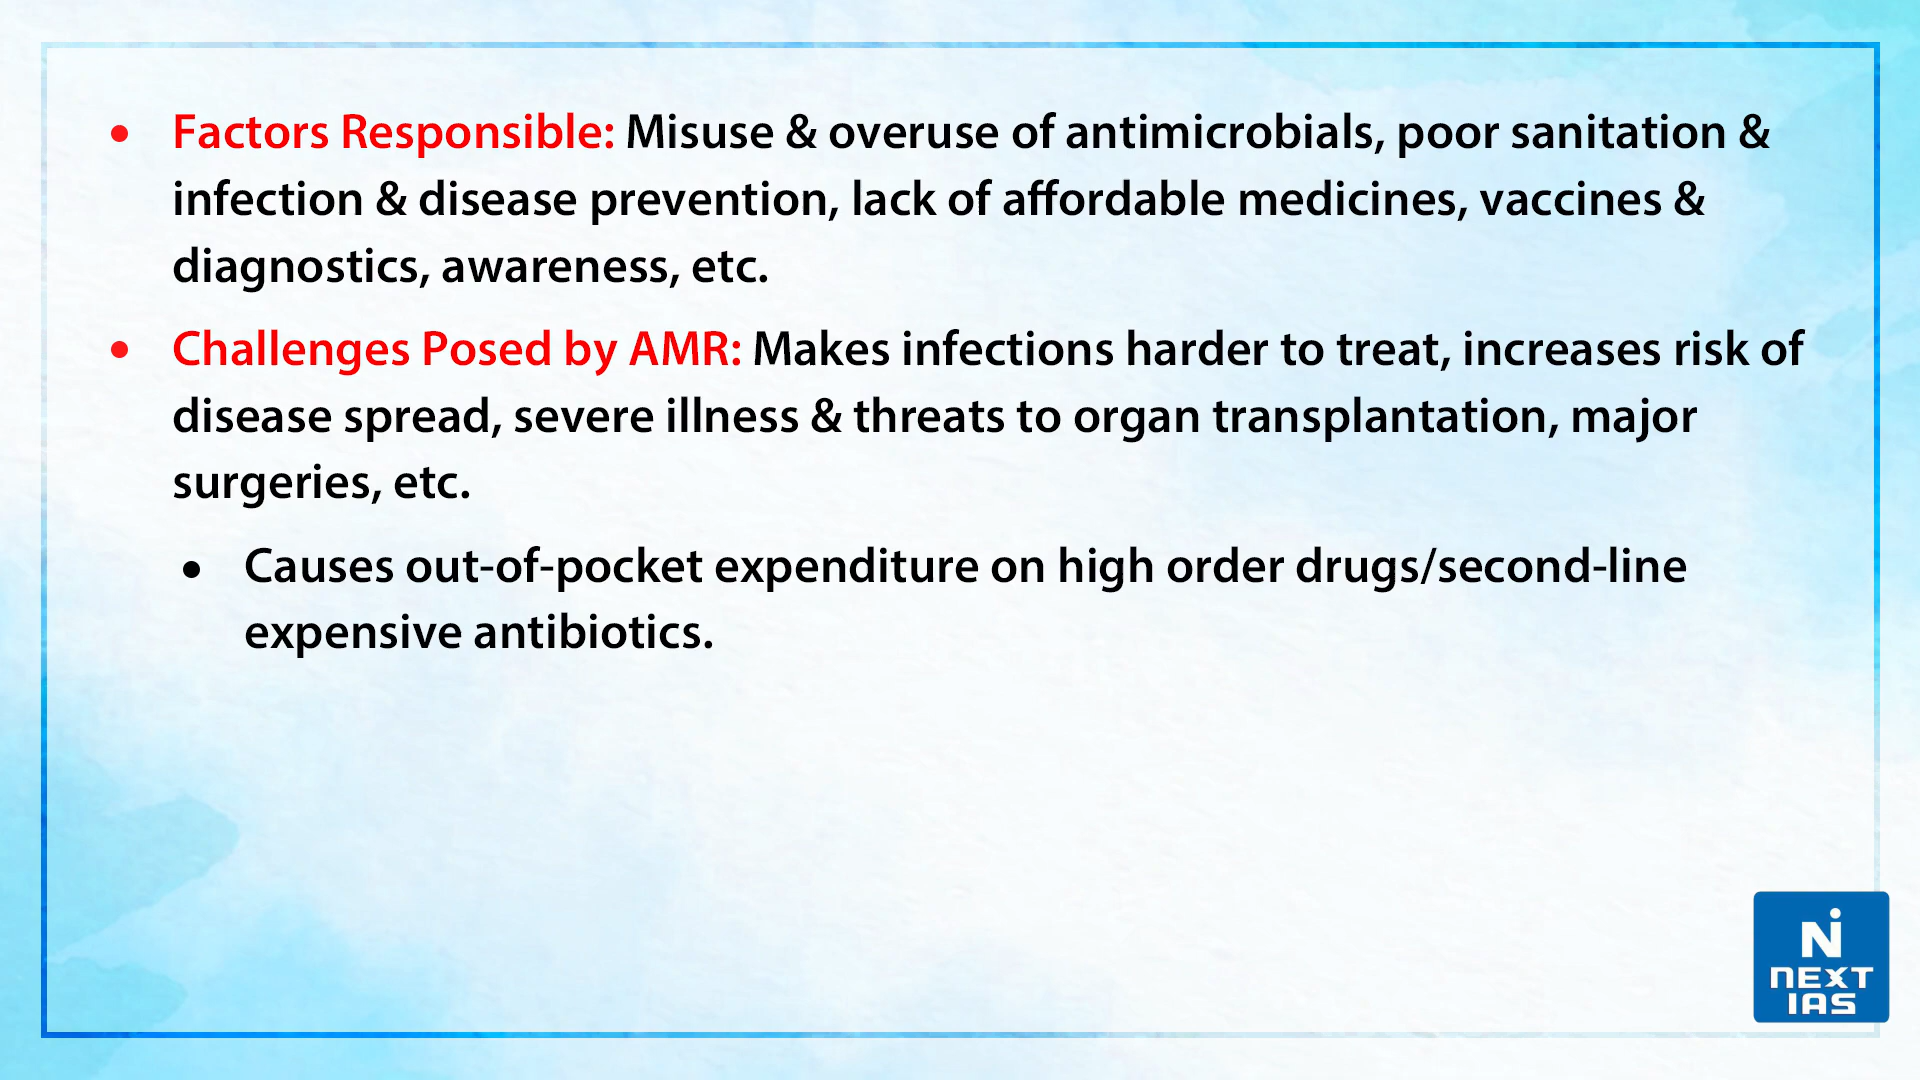 • Factors Responsible: Misuse & overuse of antimicrobials, poor sanitation &
infection & disease prevention, lack of affordable medicines, vaccines &
diagnostics, awareness, etc.
• Challenges Posed by AMR: Makes infections harder to treat, increases risk of
disease spread, severe illness & threats to organ transplantation, major
surgeries, etc.
• Causes out-of-pocket expenditure on high order drugs/second-line
expensive antibiotics.
NEXT
IAS